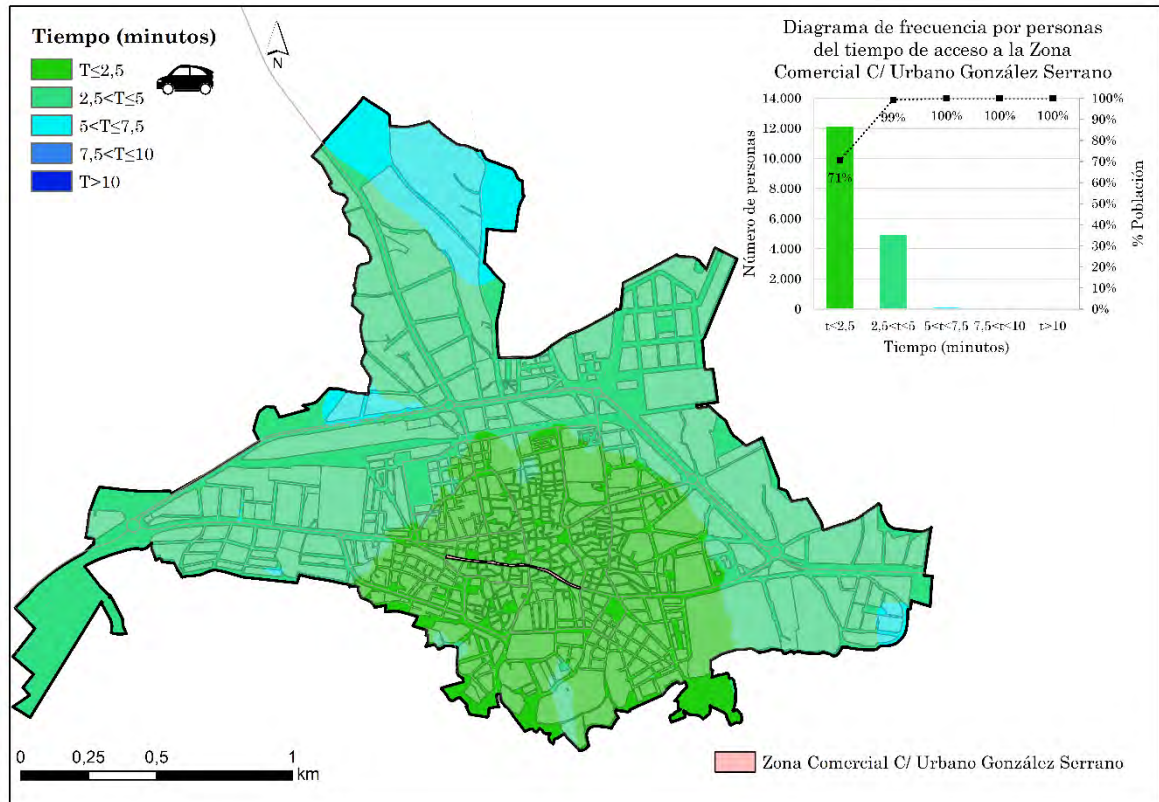 Tiempo (minutos)
T≤2,5
2,5<T≤5
5<T≤7,5
7,5<T≤10
T>10
N
Diagrama de frecuencia por personas
del tiempo de acceso a la Zona
Comercial C/ Urbano González Serrano
Número de personas
14.000
12.000
10.000
8.000
6.000
4.000
2.000
0
71%
99%
100%
100%
100%
100%
90%
80%
70%
60%
50%
40%
30%
20%
10%
0%
% Población
t<2,5
2,5<t<5
5<t<7,5
7,5<t<10
t>10
Tiempo (minutos)
0
0,25
0,5
1
km
Zona Comercial C/ Urbano González Serrano